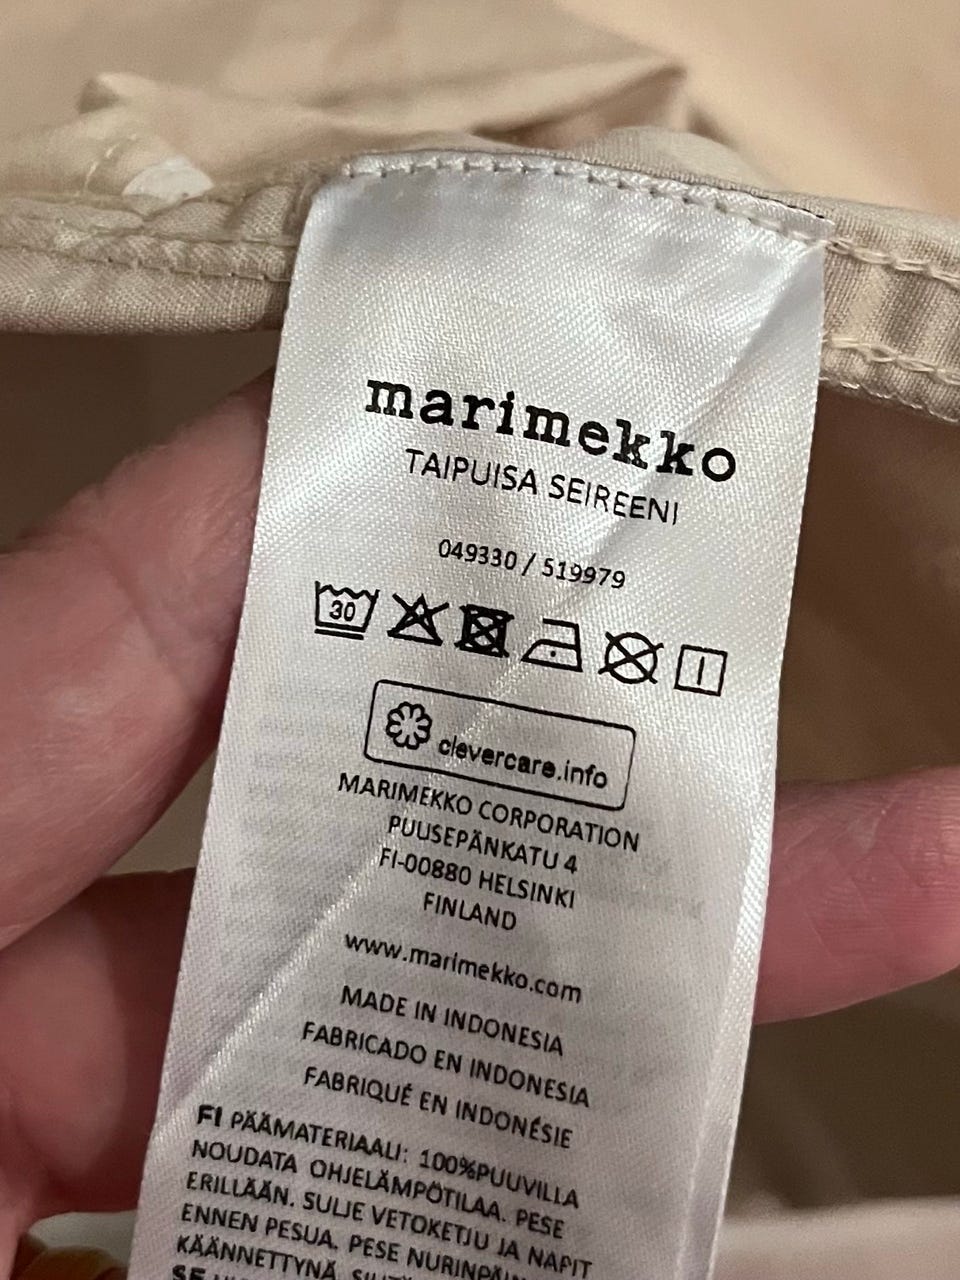 marimekko
TAIPUISA SEIREENI
049330 / 519979
30
clevercare.info
MARIMEKKO CORPORATION
PUUSEPÄNKATU 4
FI-00880 HELSINKI
FINLAND
www.marimekko.com
MADE IN INDONESIA
FABRICADO EN INDONESIA
FABRIQUÉ EN INDONÉSIE
FI PÄÄMATERIAALI: 100%PUUVILLA
NOUDATA OHJELÄMPÖTILAA. PESE
ERILLÄÄN. SULJE VETOKETJU JA NAPIT
ENNEN PESUA. PESE NURINPÄIN
KÄÄNNETTYNÄ.
SE